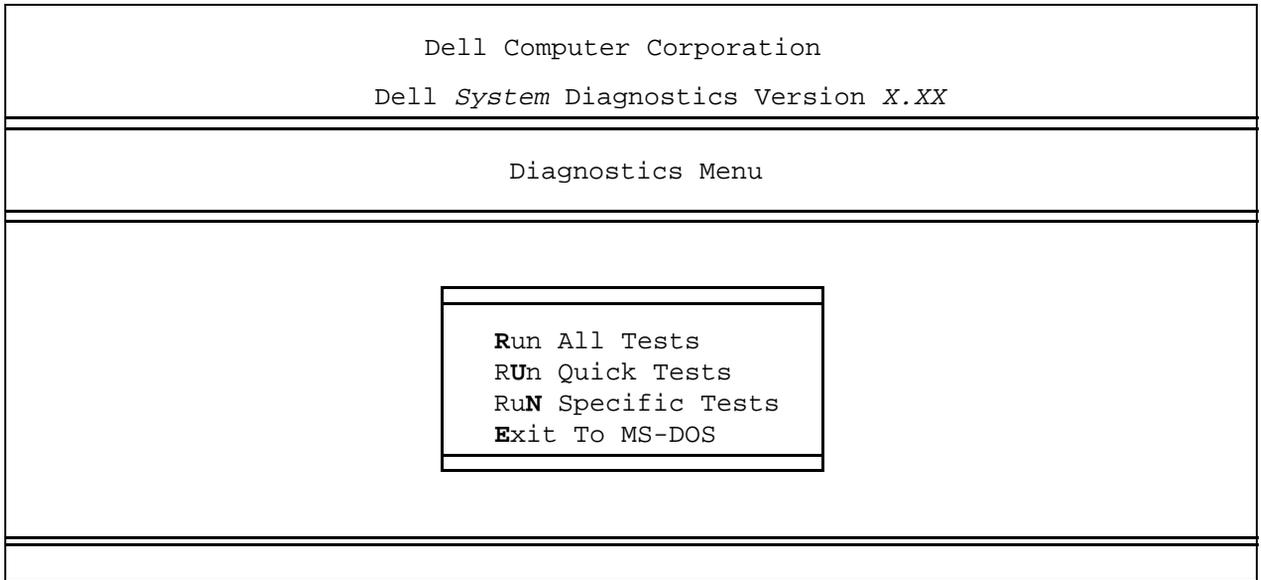 Dell Computer Corporation
Dell System Diagnostics Version X.XX
Diagnostics Menu
Run All Tests
RUn Quick Tests
RuN Specific Tests
Exit To MS-DOS